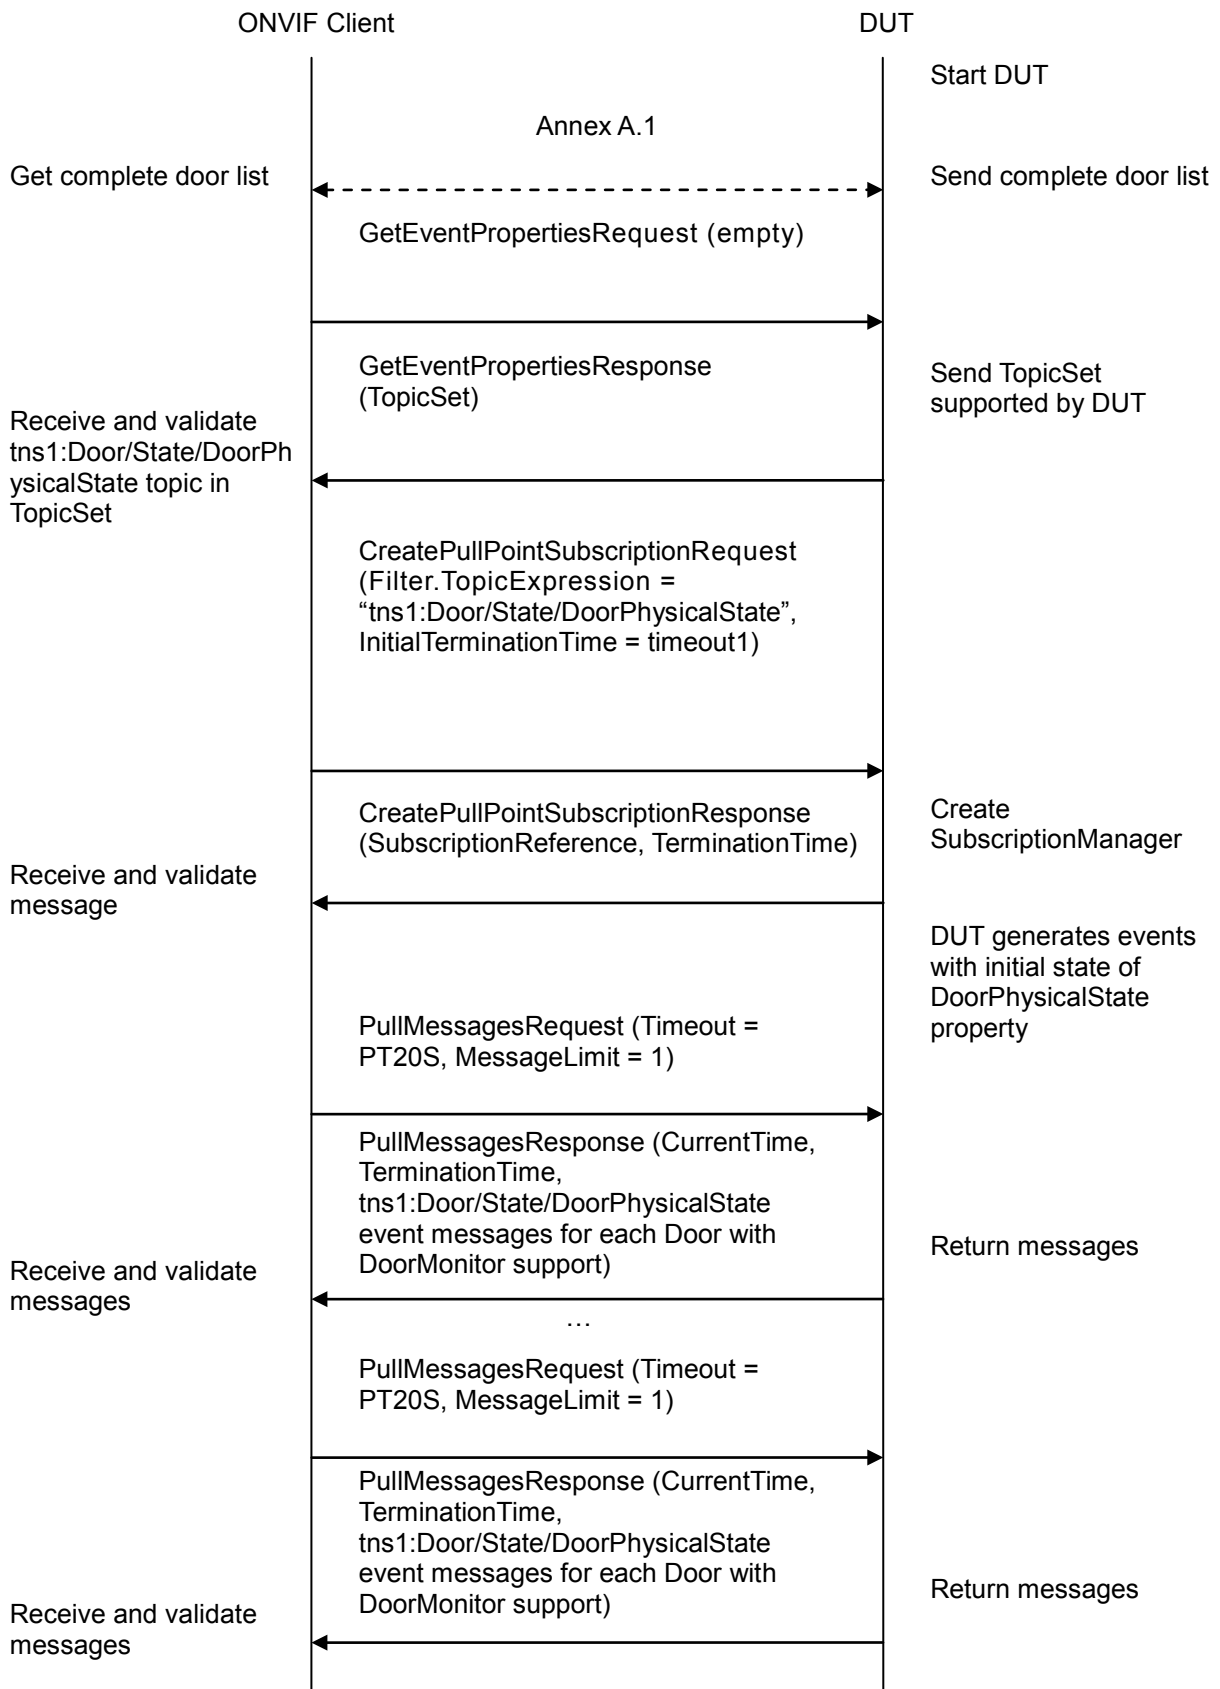 ONVIF Client
DUT
Start DUT
Annex A.1
Get complete door list
Send complete door list
GetEventPropertiesRequest (empty)
GetEventPropertiesResponse
(TopicSet)
Send TopicSet
supported by DUT
Receive and validate
tns1:Door/State/DoorPh
ysicalState topic in
TopicSet
CreatePullPointSubscriptionRequest
(Filter.TopicExpression =
“tns1:Door/State/DoorPhysicalState”,
InitialTerminationTime = timeout1)
CreatePullPointSubscriptionResponse
(SubscriptionReference, TerminationTime)
Create
SubscriptionManager
Receive and validate
message
DUT generates events
with initial state of
DoorPhysicalState
property
PullMessagesRequest (Timeout =
PT20S, MessageLimit = 1)
PullMessagesResponse (CurrentTime,
TerminationTime,
tns1:Door/State/DoorPhysicalState
event messages for each Door with
DoorMonitor support)
Return messages
Receive and validate
messages
…
PullMessagesRequest (Timeout =
PT20S, MessageLimit = 1)
PullMessagesResponse (CurrentTime,
TerminationTime,
tns1:Door/State/DoorPhysicalState
event messages for each Door with
DoorMonitor support)
Return messages
Receive and validate
messages